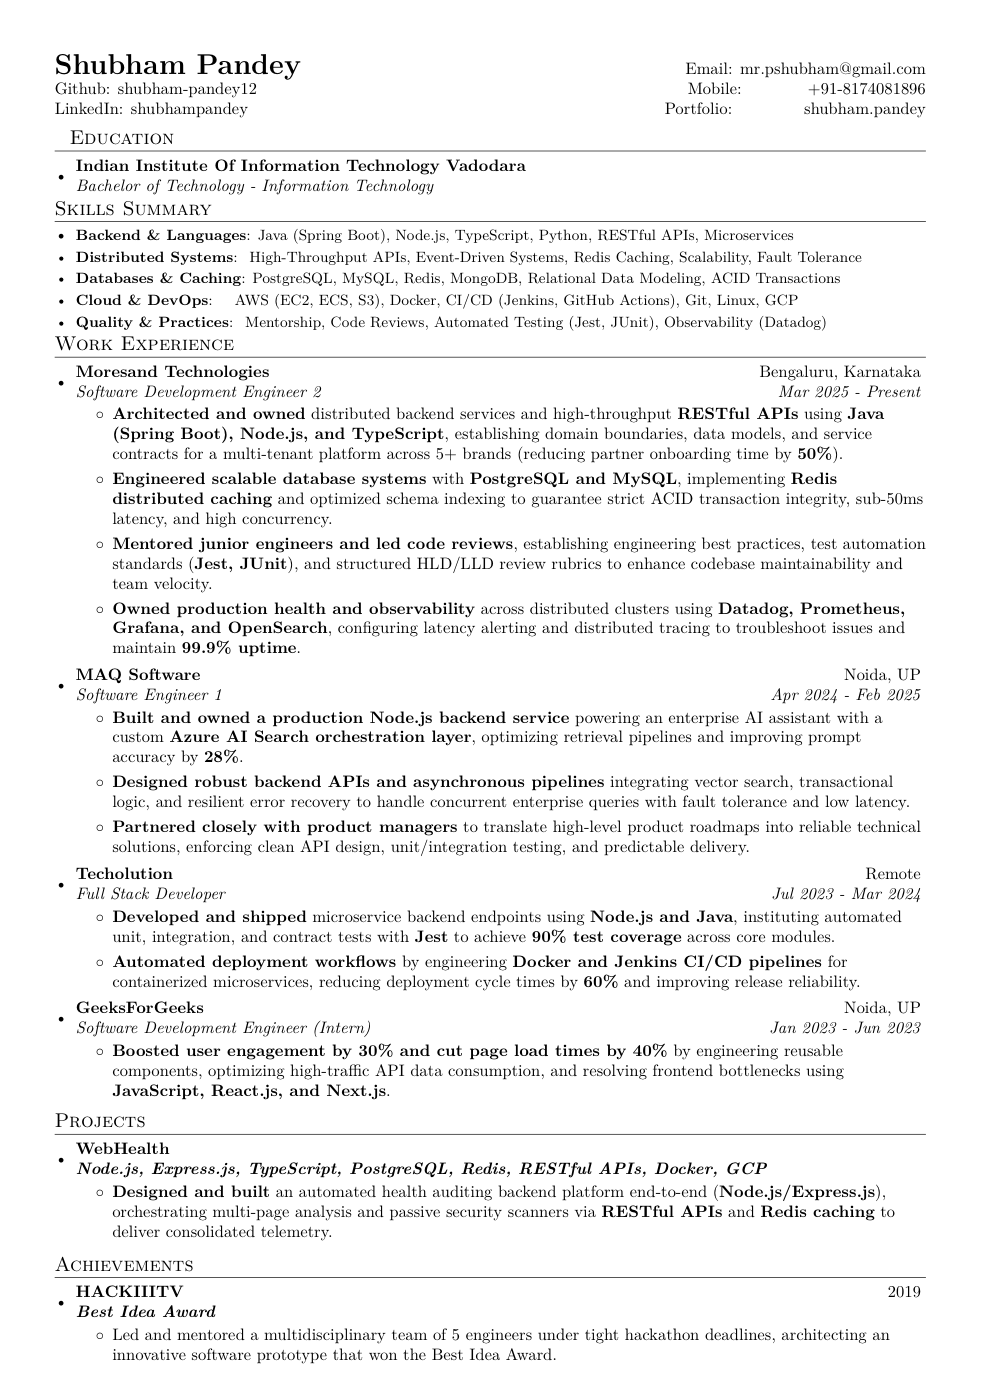 Shubham Pandey
Github: shubham-pandey12
LinkedIn: shubhampandey
Email: mr.pshubham@gmail.com
Mobile: +91-8174081896
Portfolio: shubham.pandey
Education
• Indian Institute Of Information Technology Vadodara
Bachelor of Technology - Information Technology
Skills Summary
• Backend & Languages: Java (Spring Boot), Node.js, TypeScript, Python, RESTful APIs, Microservices
• Distributed Systems: High-Throughput APIs, Event-Driven Systems, Redis Caching, Scalability, Fault Tolerance
• Databases & Caching: PostgreSQL, MySQL, Redis, MongoDB, Relational Data Modeling, ACID Transactions
• Cloud & DevOps: AWS (EC2, ECS, S3), Docker, CI/CD (Jenkins, GitHub Actions), Git, Linux, GCP
• Quality & Practices: Mentorship, Code Reviews, Automated Testing (Jest, JUnit), Observability (Datadog)
Work Experience
• Moresand Technologies Bengaluru, Karnataka
Software Development Engineer 2 Mar 2025 - Present
◦ Architected and owned distributed backend services and high-throughput RESTful APIs using Java
(Spring Boot), Node.js, and TypeScript, establishing domain boundaries, data models, and service
contracts for a multi-tenant platform across 5+ brands (reducing partner onboarding time by 50%).
◦ Engineered scalable database systems with PostgreSQL and MySQL, implementing Redis
distributed caching and optimized schema indexing to guarantee strict ACID transaction integrity, sub-50ms
latency, and high concurrency.
◦ Mentored junior engineers and led code reviews, establishing engineering best practices, test automation
standards (Jest, JUnit), and structured HLD/LLD review rubrics to enhance codebase maintainability and
team velocity.
◦ Owned production health and observability across distributed clusters using Datadog, Prometheus,
Grafana, and OpenSearch, configuring latency alerting and distributed tracing to troubleshoot issues and
maintain 99.9% uptime.
• MAQ Software Noida, UP
Software Engineer 1 Apr 2024 - Feb 2025
◦ Built and owned a production Node.js backend service powering an enterprise AI assistant with a
custom Azure AI Search orchestration layer, optimizing retrieval pipelines and improving prompt
accuracy by 28%.
◦ Designed robust backend APIs and asynchronous pipelines integrating vector search, transactional
logic, and resilient error recovery to handle concurrent enterprise queries with fault tolerance and low latency.
◦ Partnered closely with product managers to translate high-level product roadmaps into reliable technical
solutions, enforcing clean API design, unit/integration testing, and predictable delivery.
• Techolution Remote
Full Stack Developer Jul 2023 - Mar 2024
◦ Developed and shipped microservice backend endpoints using Node.js and Java, instituting automated
unit, integration, and contract tests with Jest to achieve 90% test coverage across core modules.
◦ Automated deployment workflows by engineering Docker and Jenkins CI/CD pipelines for
containerized microservices, reducing deployment cycle times by 60% and improving release reliability.
• GeeksForGeeks Noida, UP
Software Development Engineer (Intern) Jan 2023 - Jun 2023
◦ Boosted user engagement by 30% and cut page load times by 40% by engineering reusable
components, optimizing high-traffic API data consumption, and resolving frontend bottlenecks using
JavaScript, React.js, and Next.js.
Projects
• WebHealth
Node.js, Express.js, TypeScript, PostgreSQL, Redis, RESTful APIs, Docker, GCP
◦ Designed and built an automated health auditing backend platform end-to-end (Node.js/Express.js),
orchestrating multi-page analysis and passive security scanners via RESTful APIs and Redis caching to
deliver consolidated telemetry.
Achievements
• HACKIIITV 2019
Best Idea Award
◦ Led and mentored a multidisciplinary team of 5 engineers under tight hackathon deadlines, architecting an
innovative software prototype that won the Best Idea Award.